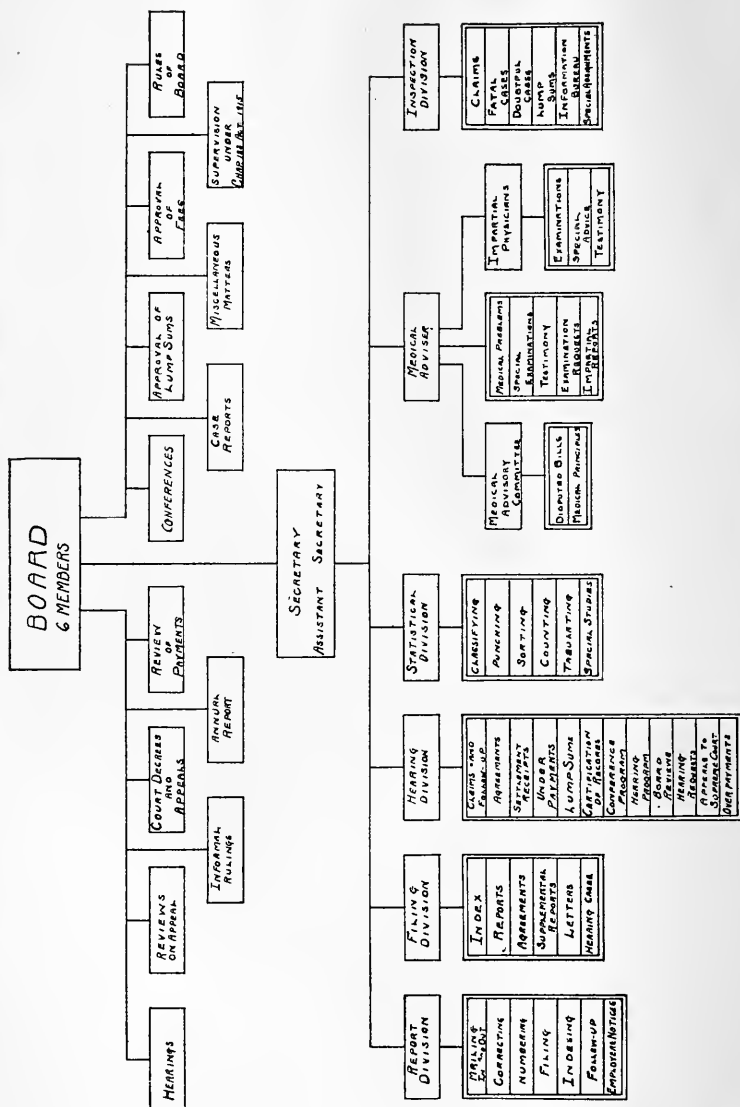 BOARD
6 MEMBERS
HEARINGS
REVIEWS
ON APPEAL
COURT DECREES
AND
APPEALS
REVIEW
OF
PAYMENTS
CONFERENCES
APPROVAL OF
LUMP SUMS
APPROVAL
OF
FEES
RULES
OF
BOARD
INFORMAL
RULINGS
ANNUAL
REPORT
CASE
REPORTS
MISCELLANEOUS
MATTERS
SUPERVISION
UNDER
SECRETARY
ASSISTANT SECRETARY
REPORT
DIVISION
MAILING
IN AND OUT
CORRECTING
NUMBERING
FILING
INDEXING
FOLLOW-UP
EMPLOYERS NOTICES
FILING
DIVISION
INDEX
REPORTS
AGREEMENTS
SUPPLEMENTAL
REPORTS
LETTERS
HEARING CASES
HEARING
DIVISION
CLAIMS AND
FOLLOW-UP
AGREEMENTS
SETTLEMENT
RECEIPTS
UNDER
PAYMENTS
LUMP SUMS
CERTIFICATION
OF RECORDS
CONFERENCE
PROGRAM
HEARING
PROGRAM
BOARD
REVIEWS
HEARING
REQUESTS
APPEALS TO
SUPREME COURT
OVERPAYMENTS
STATISTICAL
DIVISION
CLASSIFYING
PUNCHING
SORTING
COUNTING
TABULATING
SPECIAL STUDIES
MEDICAL
ADVISER
MEDICAL
ADVISORY
COMMITTEE
DISPUTED BILLS
MEDICAL PRINCIPLES
MEDICAL PROBLEMS
SPECIAL
EXAMINATIONS
TESTIMONY
EXAMINATION
REQUESTS
IMPARTIAL
REPORTS
IMPARTIAL
PHYSICIANS
EXAMINATIONS
SPECIAL
ADVICE
TESTIMONY
INSPECTION
DIVISION
CLAIMS
FATAL
CASES
DOUBTFUL
CASES
LUMP
SUMS
INFORMATION
BUREAU
SPECIAL ASSIGNMENTS